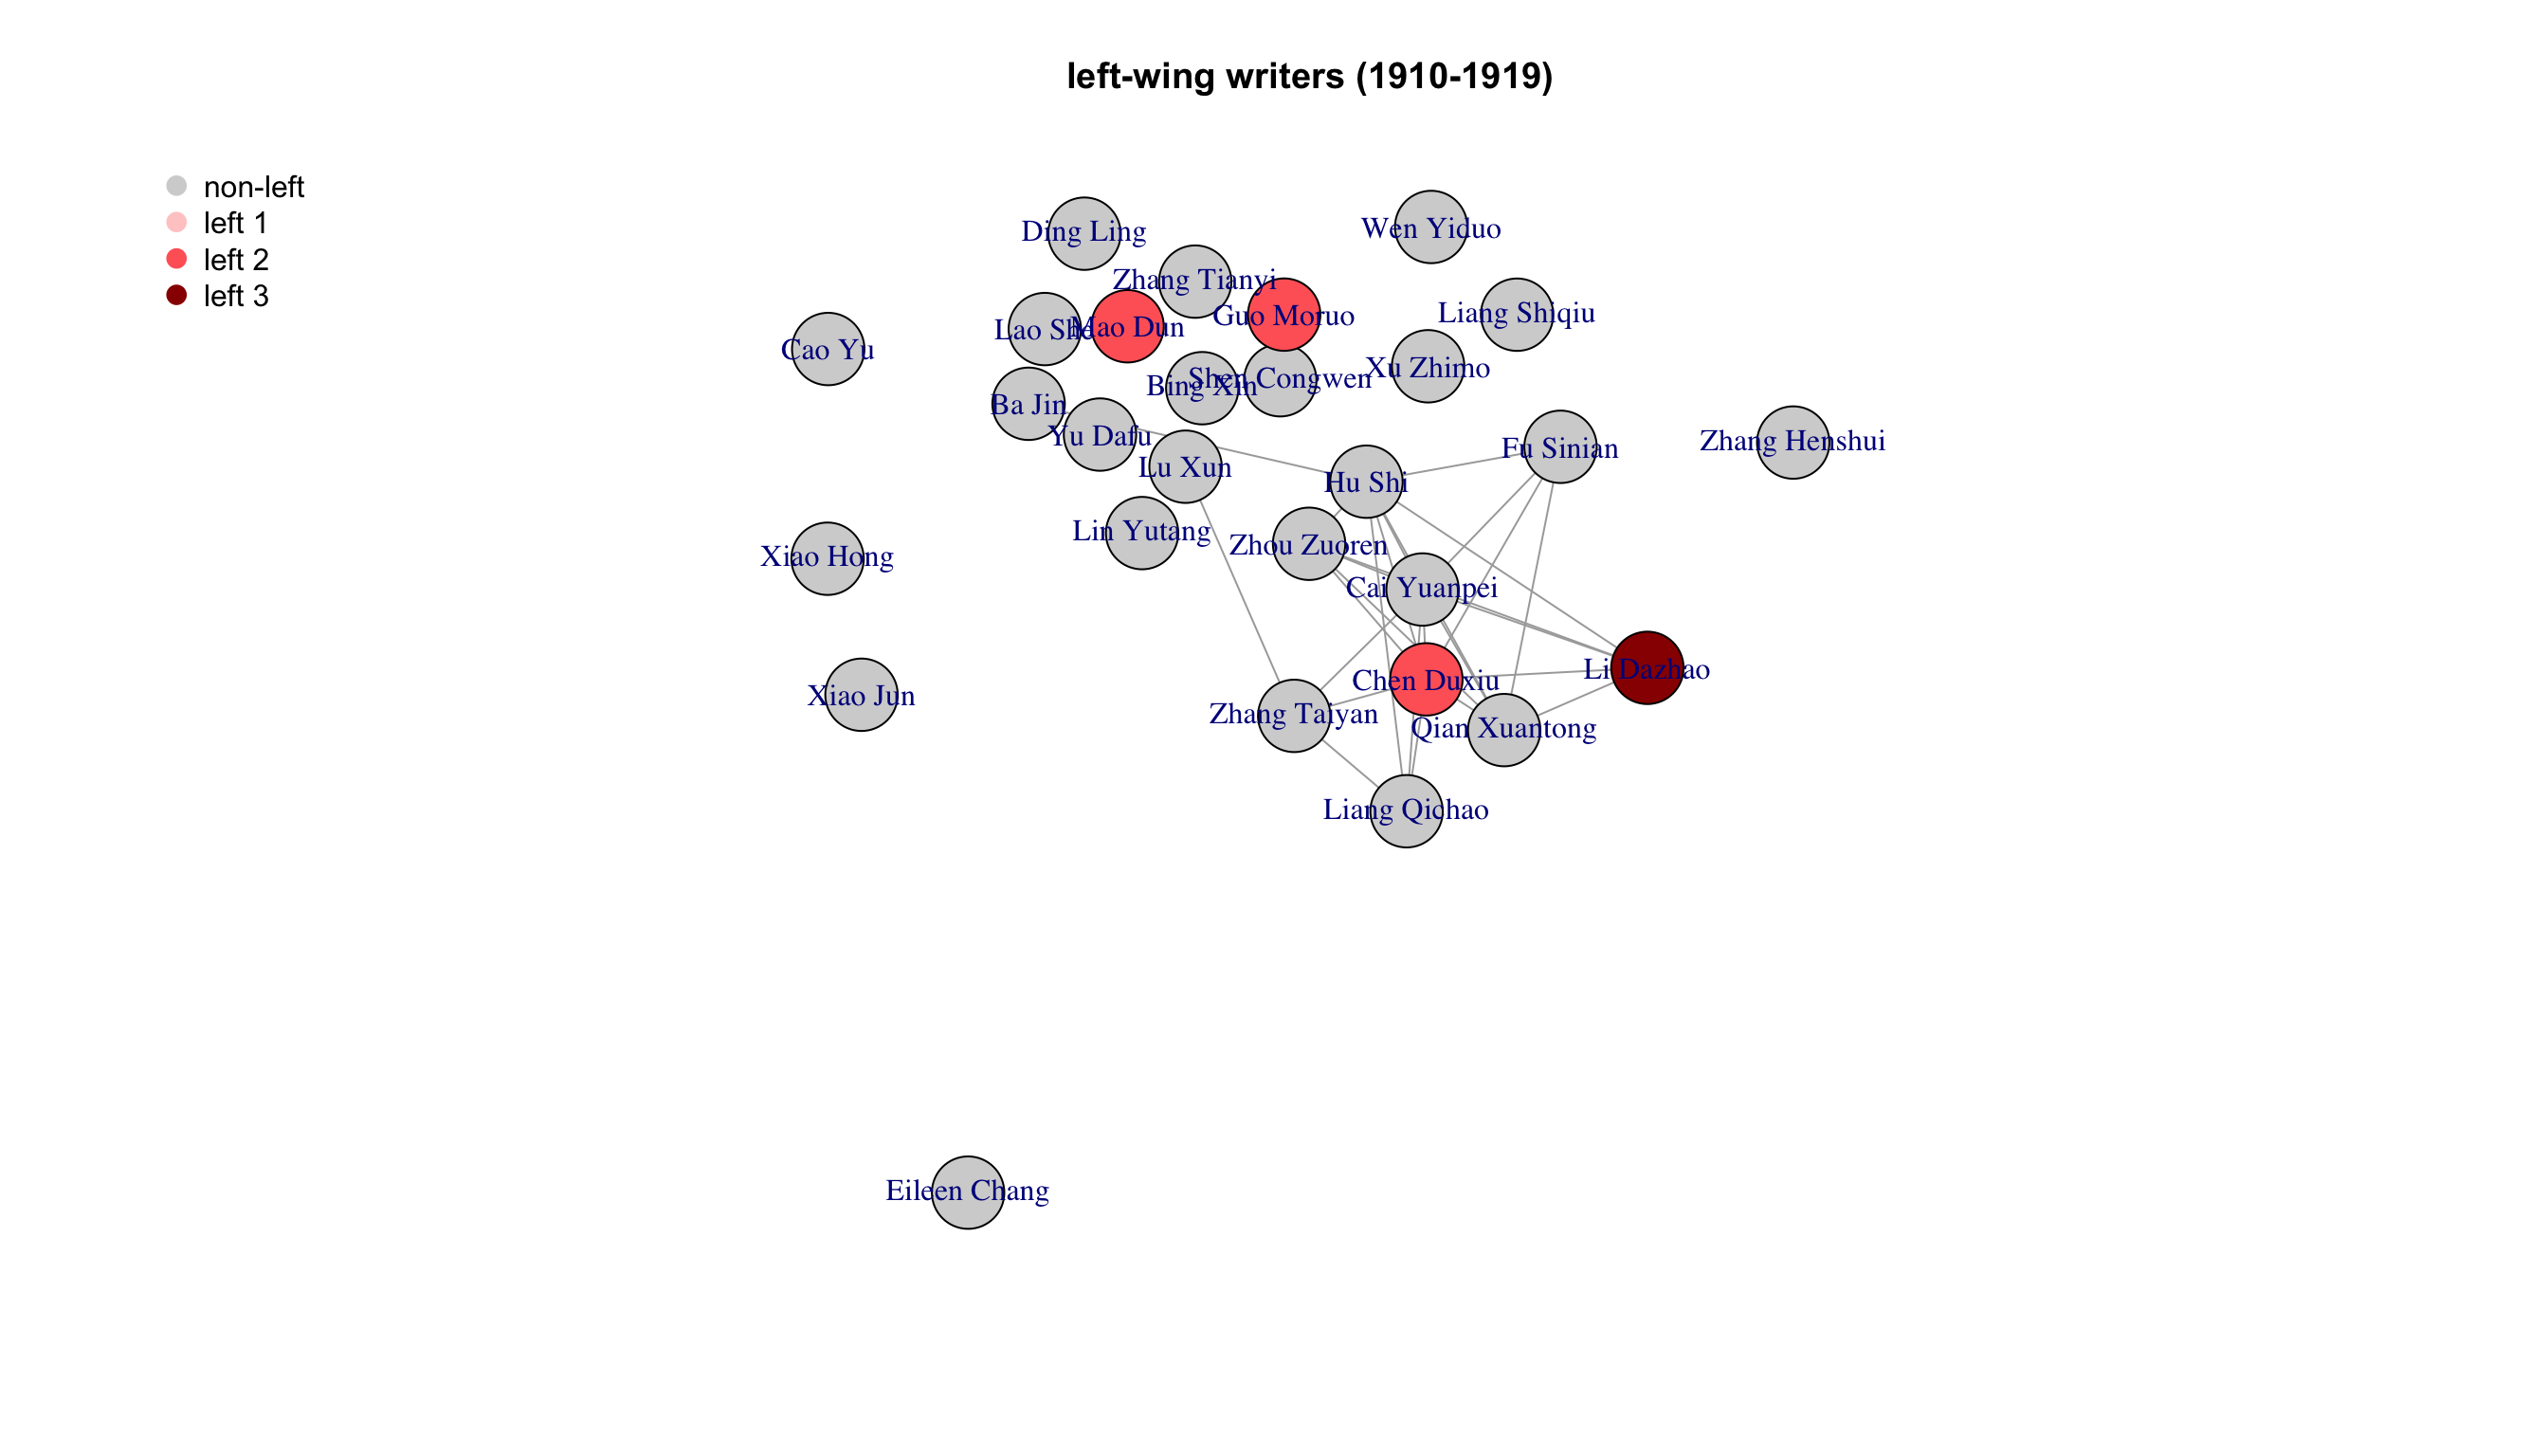 left-wing writers (1910-1919)
non-left
left 1
left 2
left 3
Ding Ling
Wen Yiduo
Zhang Tianyi
Guo Moruo
Liang Shiqiu
Lao She
Mao Dun
Cao Yu
Xu Zhimo
Bing Xin
Shen Congwen
Ba Jin
Yu Dafu
Zhang Henshui
Fu Sinian
Lu Xun
Hu Shi
Lin Yutang
Zhou Zuoren
Xiao Hong
Cai Yuanpei
Li Dazhao
Chen Duxiu
Xiao Jun
Zhang Taiyan
Qian Xuantong
Liang Qichao
Eileen Chang